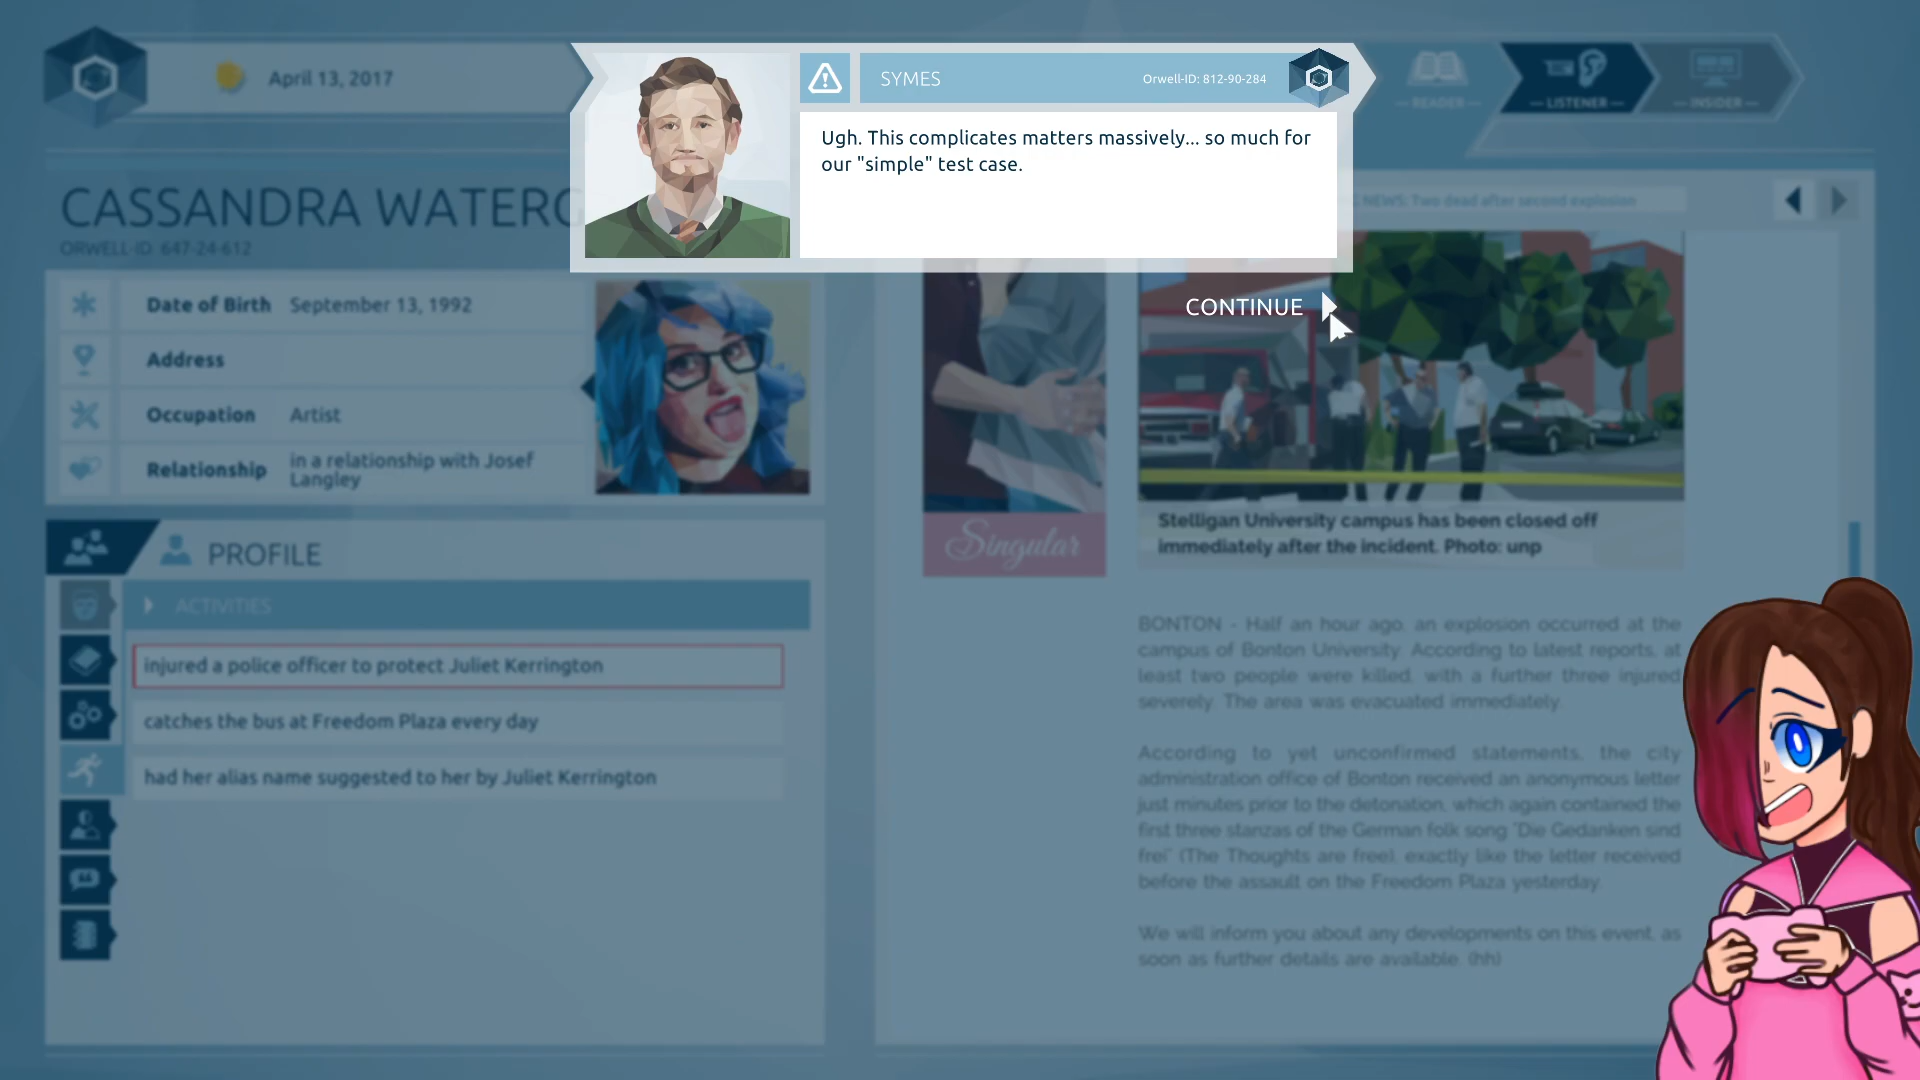 April 13, 2017
SYMES
Orwell-ID: 812-90-284
Ugh. This complicates matters massively... so much for
our "simple" test case.
CONTINUE
READER
LISTENER
INSIDER
NEWS: Two dead after second explosion
CASSANDRA WATERG
ORWELL-ID: 647-24-612
Date of Birth September 13, 1992
Address
Occupation Artist
Relationship in a relationship with Josef
Langley
PROFILE
ACTIVITIES
injured a police officer to protect Juliet Kerrington
catches the bus at Freedom Plaza every day
had her alias name suggested to her by Juliet Kerrington
Singular
Stelligan University campus has been closed off
immediately after the incident. Photo: unp
BONTON - Half an hour ago, an explosion occurred at the
campus of Bonton University. According to latest reports, at
least two people were killed, with a further three injured
severely. The area was evacuated immediately.
According to yet unconfirmed statements, the city
administration office of Bonton received an anonymous letter
just minutes prior to the detonation, which again contained the
first three stanzas of the German folk song "Die Gedanken sind
frei" (The Thoughts are free), exactly like the letter received
before the assault on the Freedom Plaza yesterday.
We will inform you about any developments on this event, as
soon as further details are available. (hh)